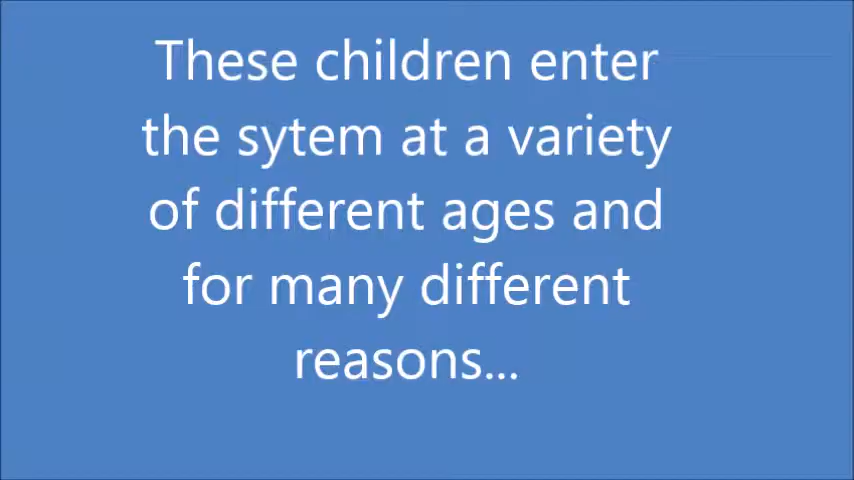 These children enter
the sytem at a variety
of different ages and
for many different
reasons...